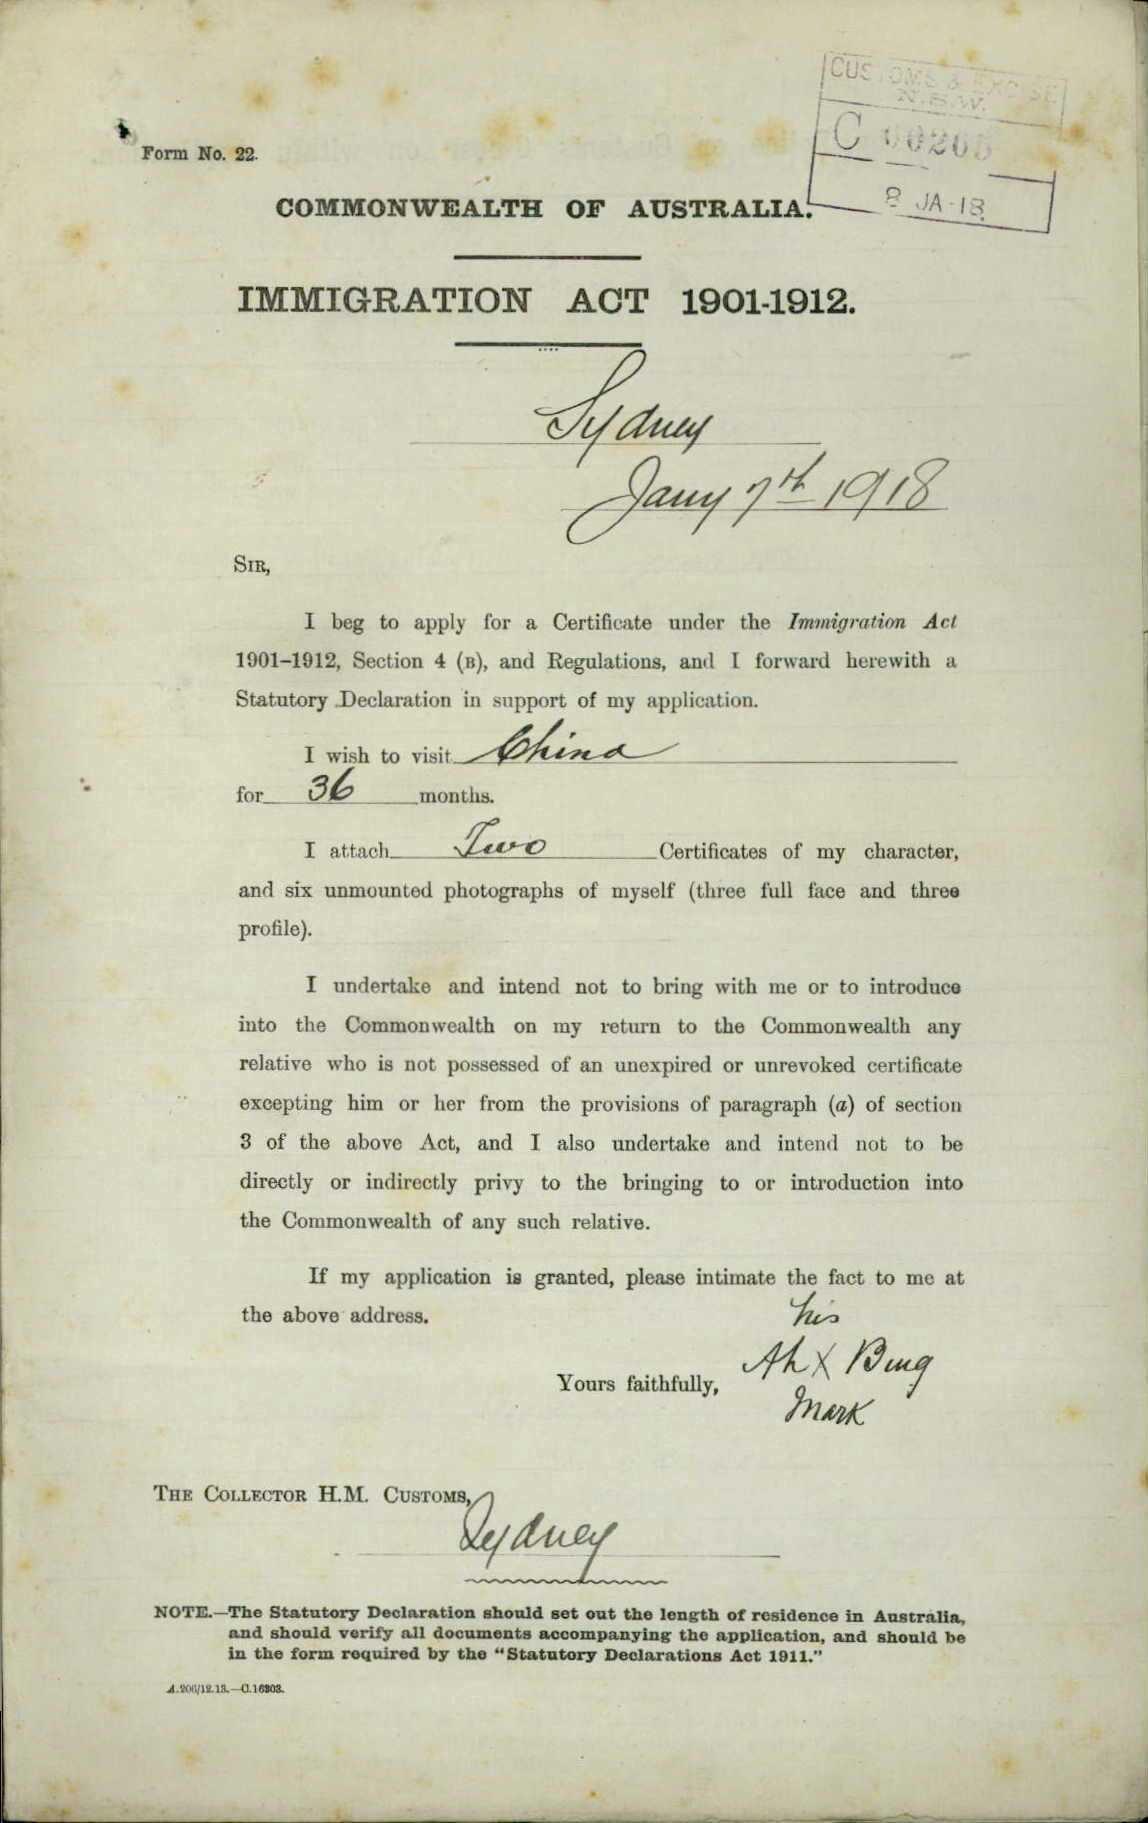 CUSTOMS & EXCISE
N.S.W.
Form No. 22.
C 00205
8 JA-18
COMMONWEALTH OF AUSTRALIA.
IMMIGRATION ACT 1901-1912.
Sydney
Jany 7th 1918
SIR,
I beg to apply for a Certificate under the Immigration Act
1901-1912, Section 4 (B), and Regulations, and I forward herewith a
Statutory Declaration in support of my application.
I wish to visit China
for 36 months.
I attach Two Certificates of my character,
and six unmounted photographs of myself (three full face and three
profile).
I undertake and intend not to bring with me or to introduce
into the Commonwealth on my return to the Commonwealth any
relative who is not possessed of an unexpired or unrevoked certificate
excepting him or her from the provisions of paragraph (a) of section
3 of the above Act, and I also undertake and intend not to be
directly or indirectly privy to the bringing to or introduction into
the Commonwealth of any such relative.
If my application is granted, please intimate the fact to me at
the above address.
his
Yours faithfully, Ah X Bing
Mark
THE COLLECTOR H.M. CUSTOMS,
Sydney
NOTE.—The Statutory Declaration should set out the length of residence in Australia,
and should verify all documents accompanying the application, and should be
in the form required by the "Statutory Declarations Act 1911."
A.206/12.13.—C.16303.